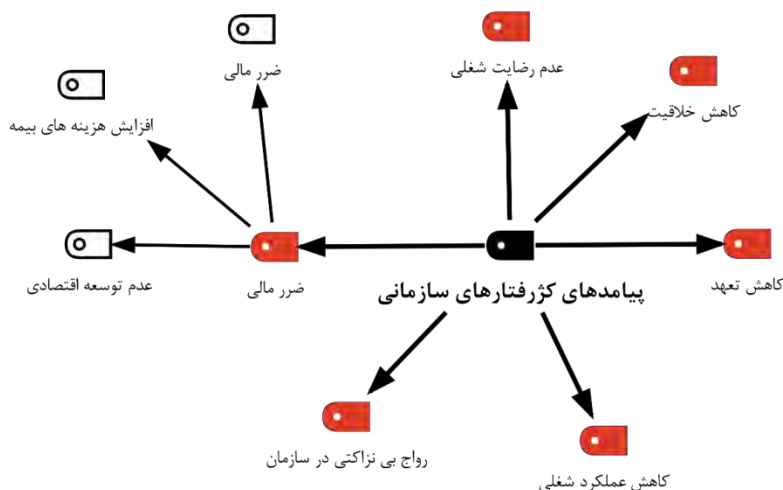 عدم رضایت شغلی
ضرر مالی
کاهش خلاقیت
افزایش هزینه های بیمه
کاهش تعهد
پیامدهای کژرفتارهای سازمانی
ضرر مالی
عدم توسعه اقتصادی
رواج بی نزاکتی در سازمان
کاهش عملکرد شغلی